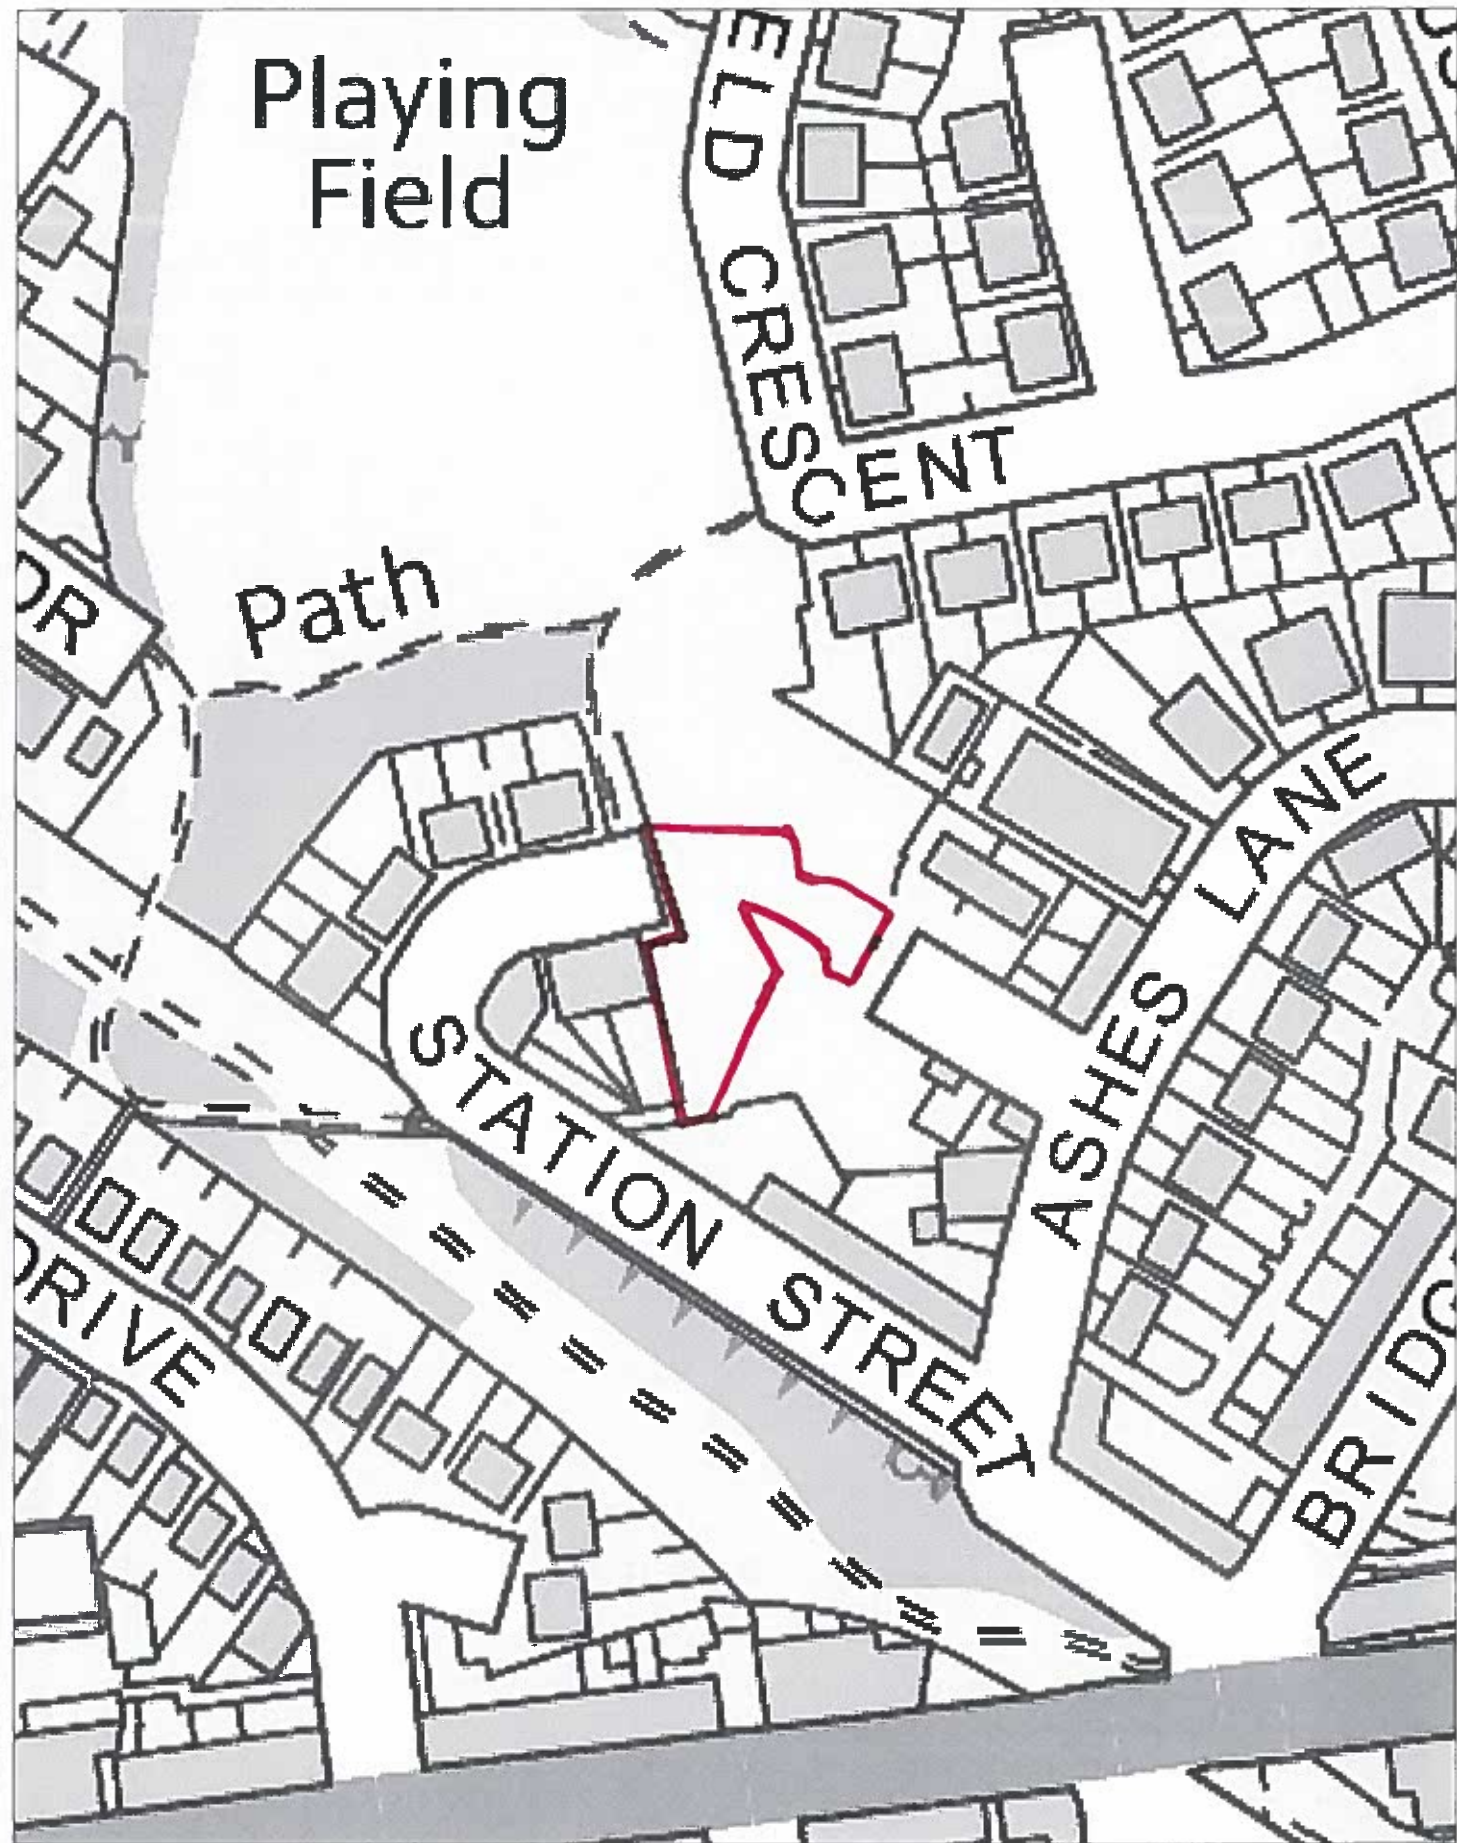 Playing
Field
ELD CRESCENT
Path
OR
LANE
ASHES
STATION STREET
DRIVE
BRIDG